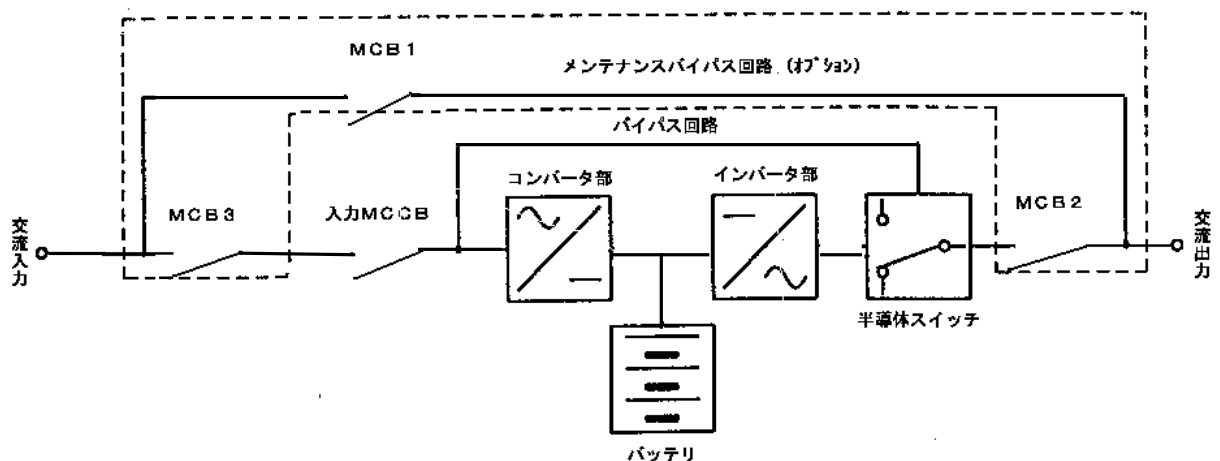 MCB1
メンテナンスバイパス回路 (ｵﾌﾟｼｮﾝ)
バイパス回路
コンバータ部
インバータ部
MCB3
入力MCCB
MCB2
交流入力
交流出力
半導体スイッチ
バッテリ